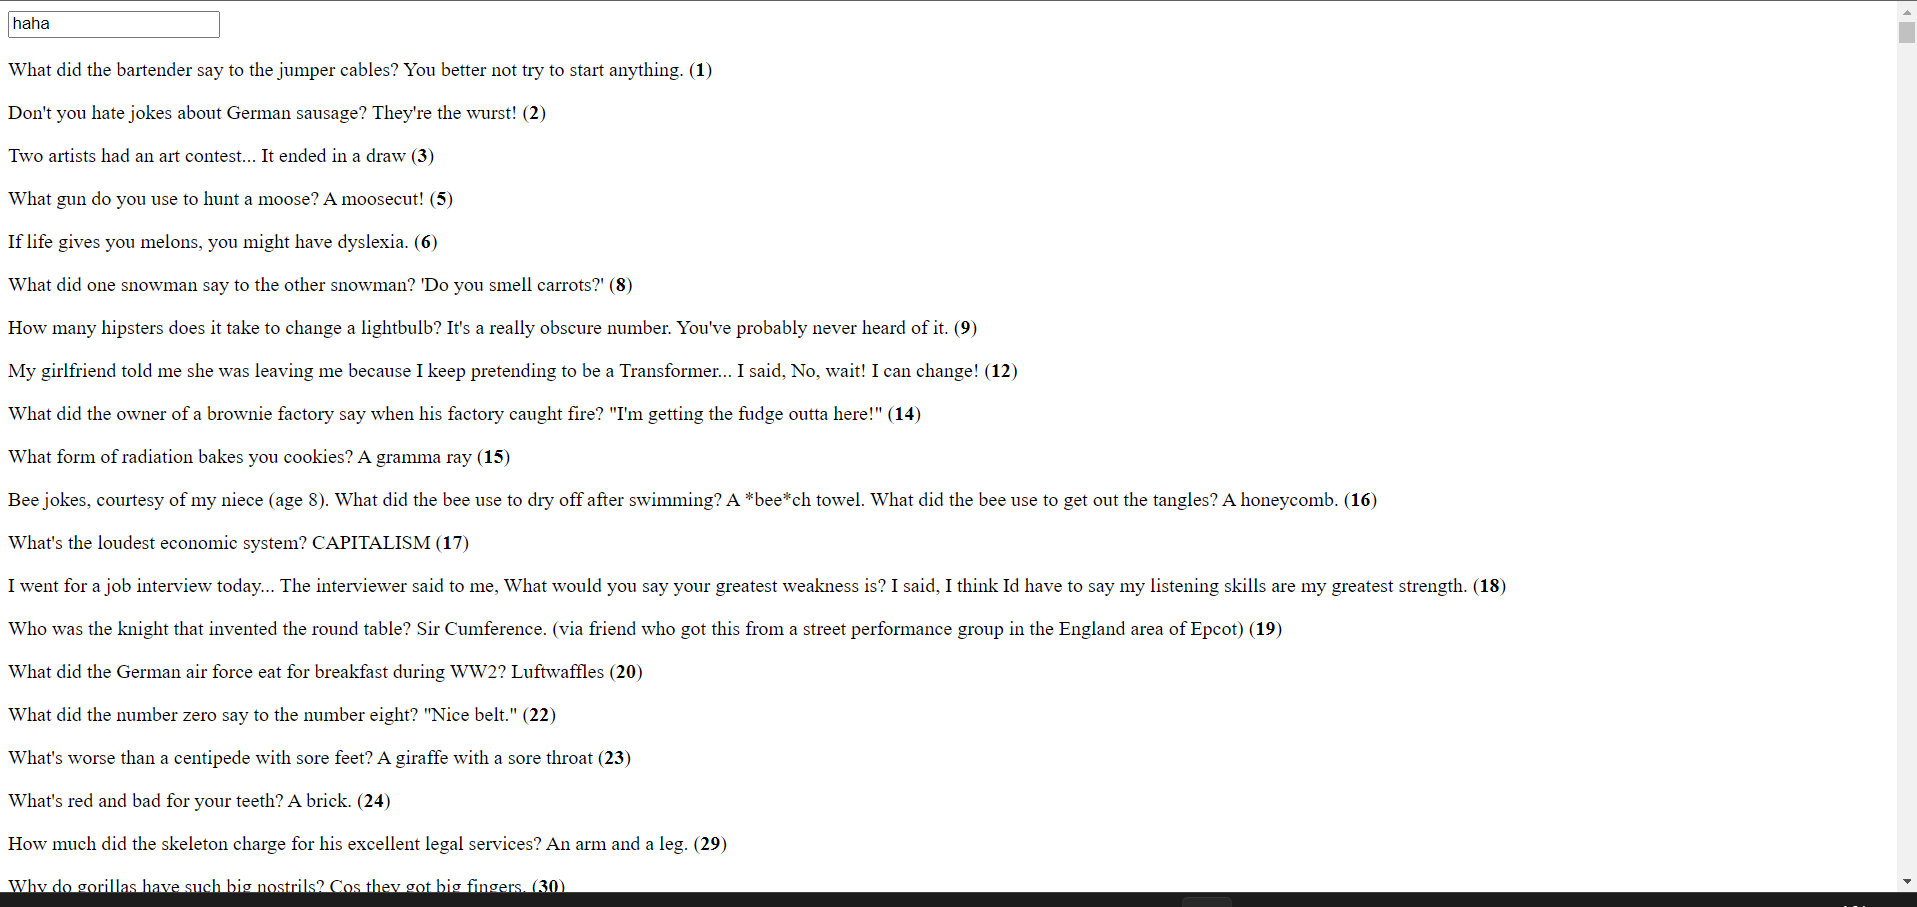 haha
What did the bartender say to the jumper cables? You better not try to start anything. (1)
Don't you hate jokes about German sausage? They're the wurst! (2)
Two artists had an art contest... It ended in a draw (3)
What gun do you use to hunt a moose? A moosecut! (5)
If life gives you melons, you might have dyslexia. (6)
What did one snowman say to the other snowman? 'Do you smell carrots?' (8)
How many hipsters does it take to change a lightbulb? It's a really obscure number. You've probably never heard of it. (9)
My girlfriend told me she was leaving me because I keep pretending to be a Transformer... I said, No, wait! I can change! (12)
What did the owner of a brownie factory say when his factory caught fire? "I'm getting the fudge outta here!" (14)
What form of radiation bakes you cookies? A gramma ray (15)
Bee jokes, courtesy of my niece (age 8). What did the bee use to dry off after swimming? A *bee*ch towel. What did the bee use to get out the tangles? A honeycomb. (16)
What's the loudest economic system? CAPITALISM (17)
I went for a job interview today... The interviewer said to me, What would you say your greatest weakness is? I said, I think Id have to say my listening skills are my greatest strength. (18)
Who was the knight that invented the round table? Sir Cumference. (via friend who got this from a street performance group in the England area of Epcot) (19)
What did the German air force eat for breakfast during WW2? Luftwaffles (20)
What did the number zero say to the number eight? "Nice belt." (22)
What's worse than a centipede with sore feet? A giraffe with a sore throat (23)
What's red and bad for your teeth? A brick. (24)
How much did the skeleton charge for his excellent legal services? An arm and a leg. (29)
Why do gorillas have such big nostrils? Cos they got big fingers. (30)